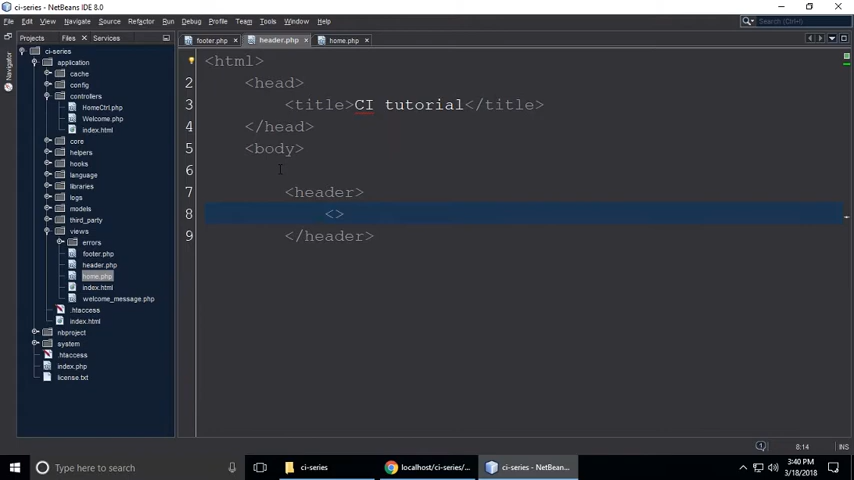 ci-series - NetBeans IDE 8.0
File Edit View Navigate Source Refactor Run Debug Profile Team Tools Window Help
Search (Ctrl+I)
Projects Files Services
footer.php header.php home.php
Navigator
ci-series
application
cache
config
controllers
HomeCtrl.php
Welcome.php
index.html
core
helpers
hooks
language
libraries
logs
models
third_party
views
errors
footer.php
header.php
home.php
index.html
welcome_message.php
.htaccess
index.html
nbproject
system
.htaccess
index.php
license.txt
<html>
2 <head>
3 <title>CI tutorial</title>
4 </head>
5 <body>
6
7 <header>
8 <>
9 </header>
1
8:14 INS
Type here to search
ci-series
localhost/ci-series/...
ci-series - NetBean...
3:40 PM
3/18/2018